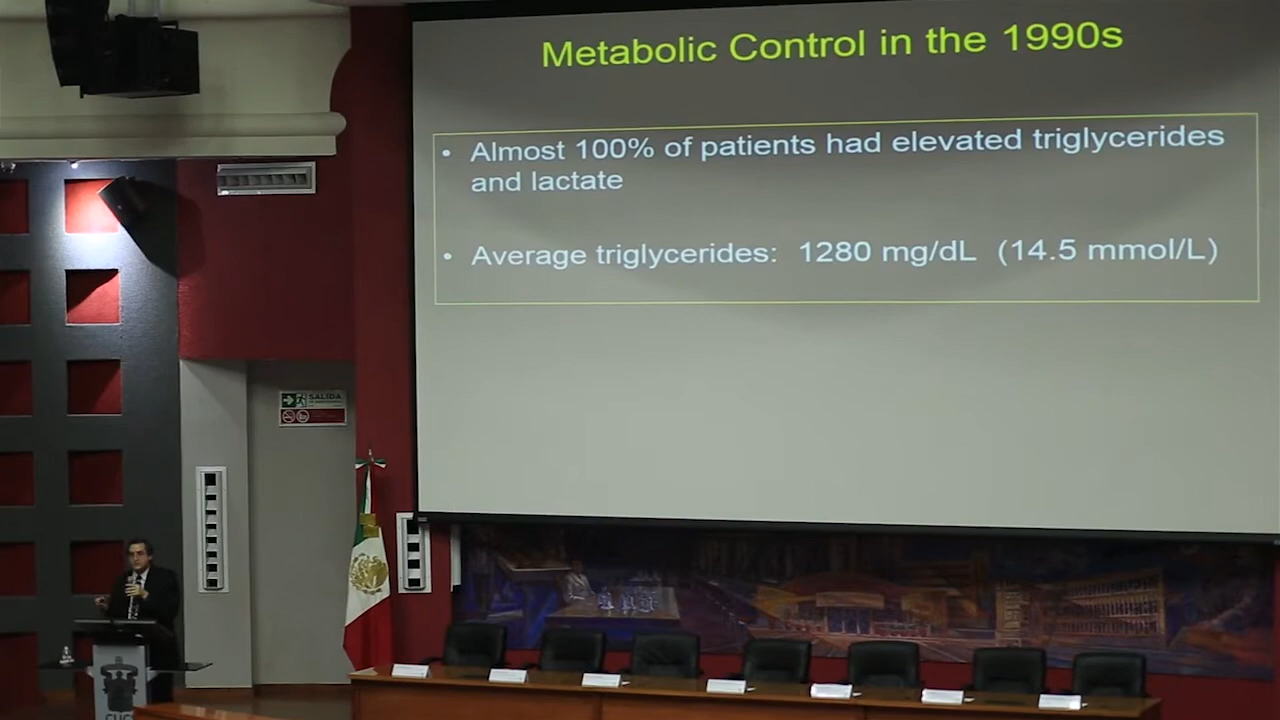 Metabolic Control in the 1990s
• Almost 100% of patients had elevated triglycerides
and lactate
• Average triglycerides: 1280 mg/dL (14.5 mmol/L)
SALIDA